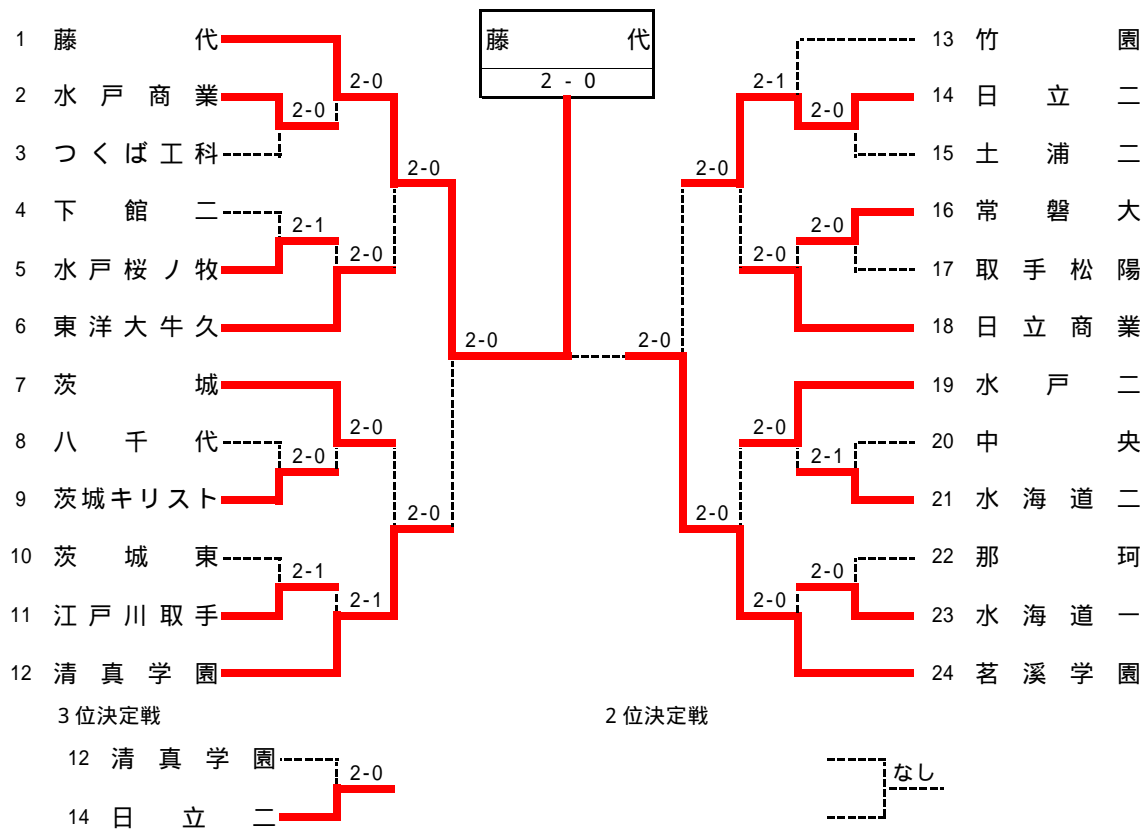 藤代
2-0
1 藤代
2 水戸商業
3 つくば工科
4 下館二
5 水戸桜ノ牧
6 東洋大牛久
7 茨城
8 八千代
9 茨城キリスト
10 茨城東
11 江戸川取手
12 清真学園
2-0
2-0
2-0
2-1
2-0
2-0
2-0
2-0
2-0
2-1
2-1
13 竹園
14 日立二
15 土浦二
16 常磐大
17 取手松陽
18 日立商業
19 水戸二
20 中央
21 水海道二
22 那珂
23 水海道一
24 茗溪学園
2-1
2-0
2-0
2-0
2-0
2-0
2-0
2-1
2-0
2-0
2-0
3位決定戦
12 清真学園
2-0
14 日立二
2位決定戦
なし